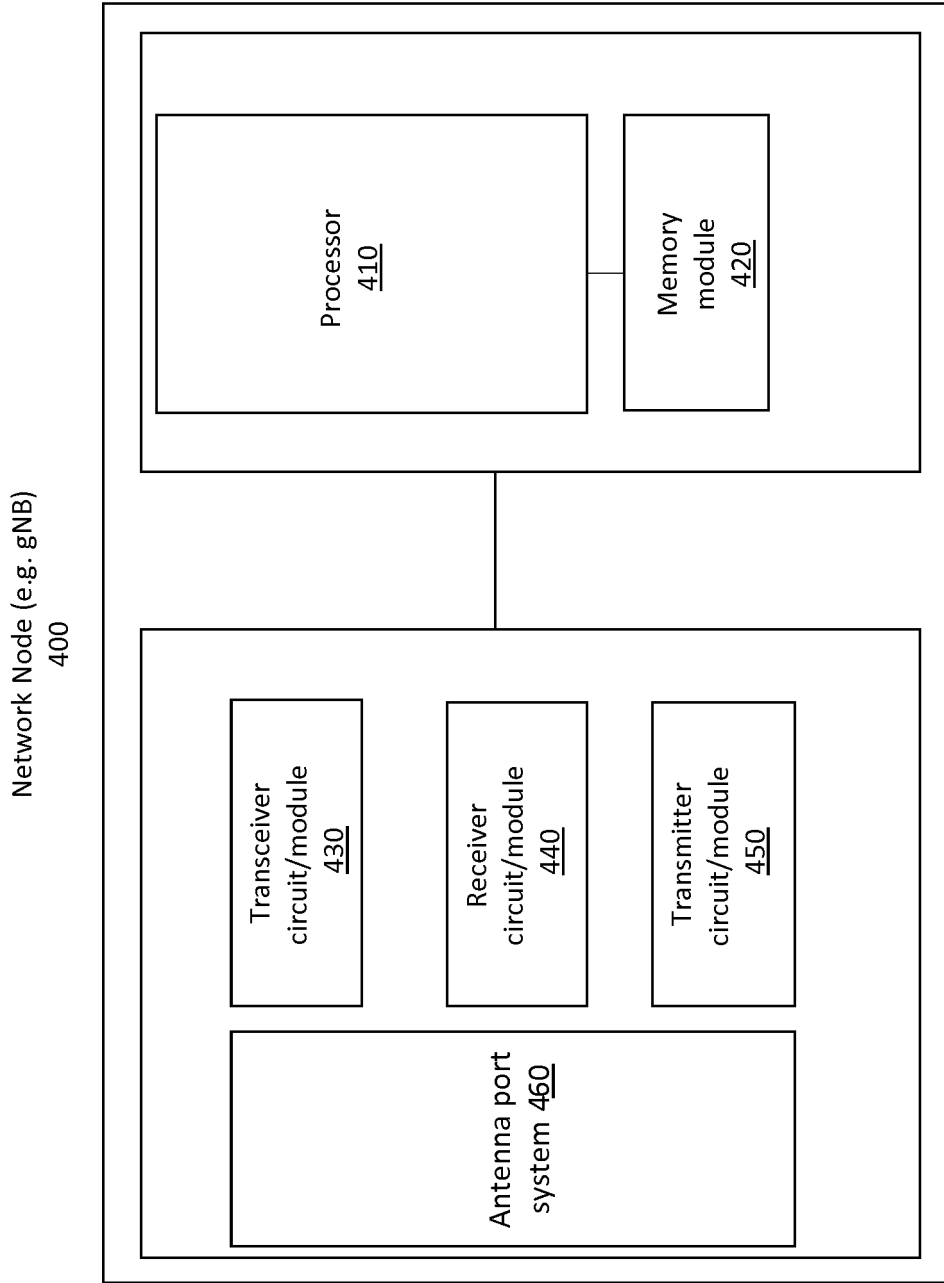 Network Node (e.g. gNB)
400
Processor
410
Memory
module
420
Transceiver
circuit/module
430
Receiver
circuit/module
440
Transmitter
circuit/module
450
Antenna port
system 460